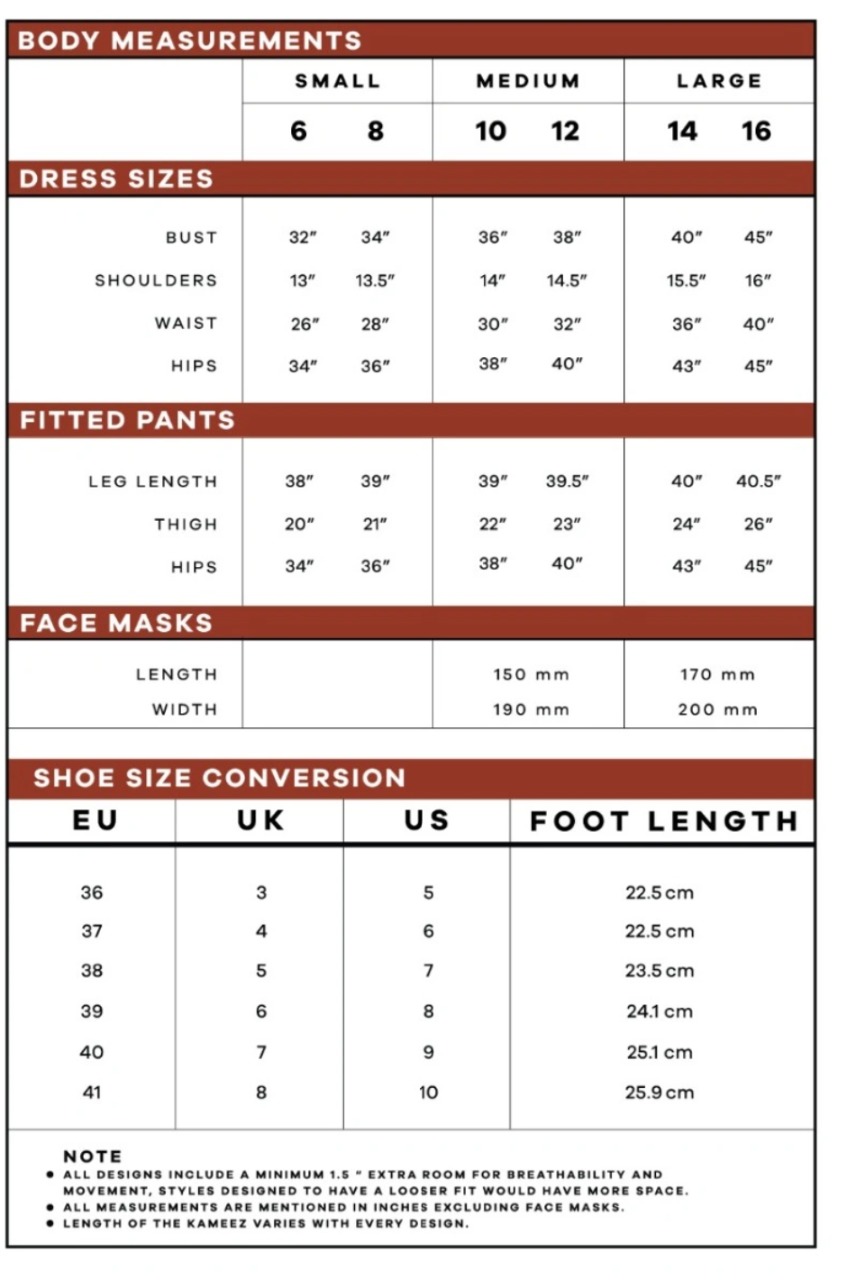 BODY MEASUREMENTS
SMALL MEDIUM LARGE
6 8 10 12 14 16
DRESS SIZES
BUST 32” 34” 36” 38” 40” 45”
SHOULDERS 13” 13.5” 14” 14.5” 15.5” 16”
WAIST 26” 28” 30” 32” 36” 40”
HIPS 34” 36” 38” 40” 43” 45”
FITTED PANTS
LEG LENGTH 38” 39” 39” 39.5” 40” 40.5”
THIGH 20” 21” 22” 23” 24” 26”
HIPS 34” 36” 38” 40” 43” 45”
FACE MASKS
LENGTH 150 mm 170 mm
WIDTH 190 mm 200 mm
SHOE SIZE CONVERSION
EU UK US FOOT LENGTH
36 3 5 22.5 cm
37 4 6 22.5 cm
38 5 7 23.5 cm
39 6 8 24.1 cm
40 7 9 25.1 cm
41 8 10 25.9 cm
NOTE
• ALL DESIGNS INCLUDE A MINIMUM 1.5 ” EXTRA ROOM FOR BREATHABILITY AND
MOVEMENT, STYLES DESIGNED TO HAVE A LOOSER FIT WOULD HAVE MORE SPACE.
• ALL MEASUREMENTS ARE MENTIONED IN INCHES EXCLUDING FACE MASKS.
• LENGTH OF THE KAMEEZ VARIES WITH EVERY DESIGN.